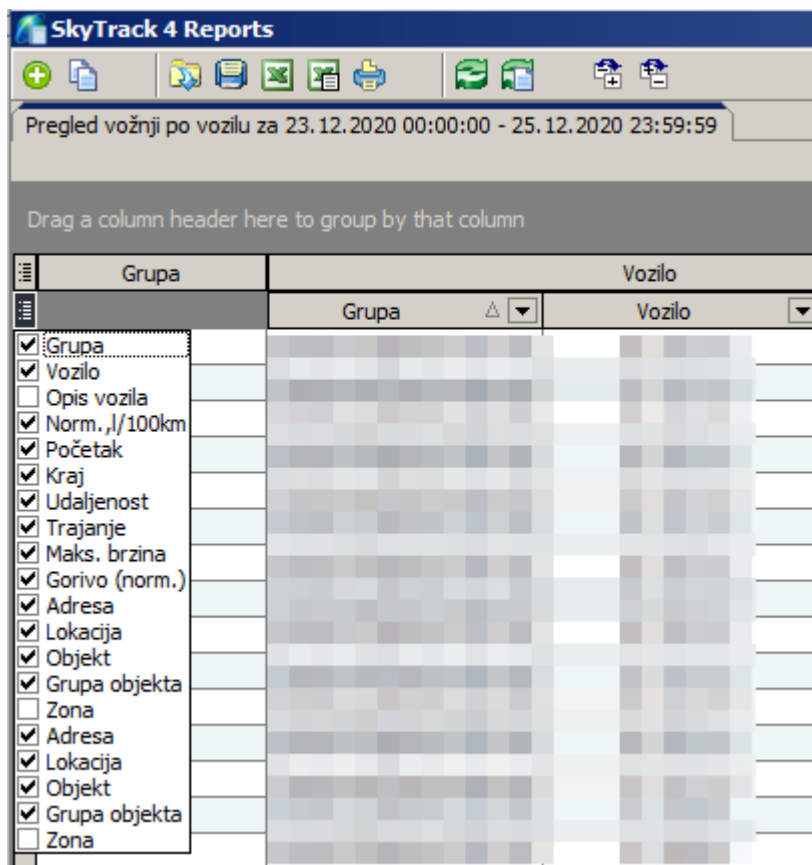 SkyTrack 4 Reports
Pregled vožnji po vozilu za 23.12.2020 00:00:00 - 25.12.2020 23:59:59
Drag a column header here to group by that column
Grupa Vozilo
Grupa Vozilo
Grupa
Vozilo
Opis vozila
Norm.,l/100km
Početak
Kraj
Udaljenost
Trajanje
Maks. brzina
Gorivo (norm.)
Adresa
Lokacija
Objekt
Grupa objekta
Zona
Adresa
Lokacija
Objekt
Grupa objekta
Zona